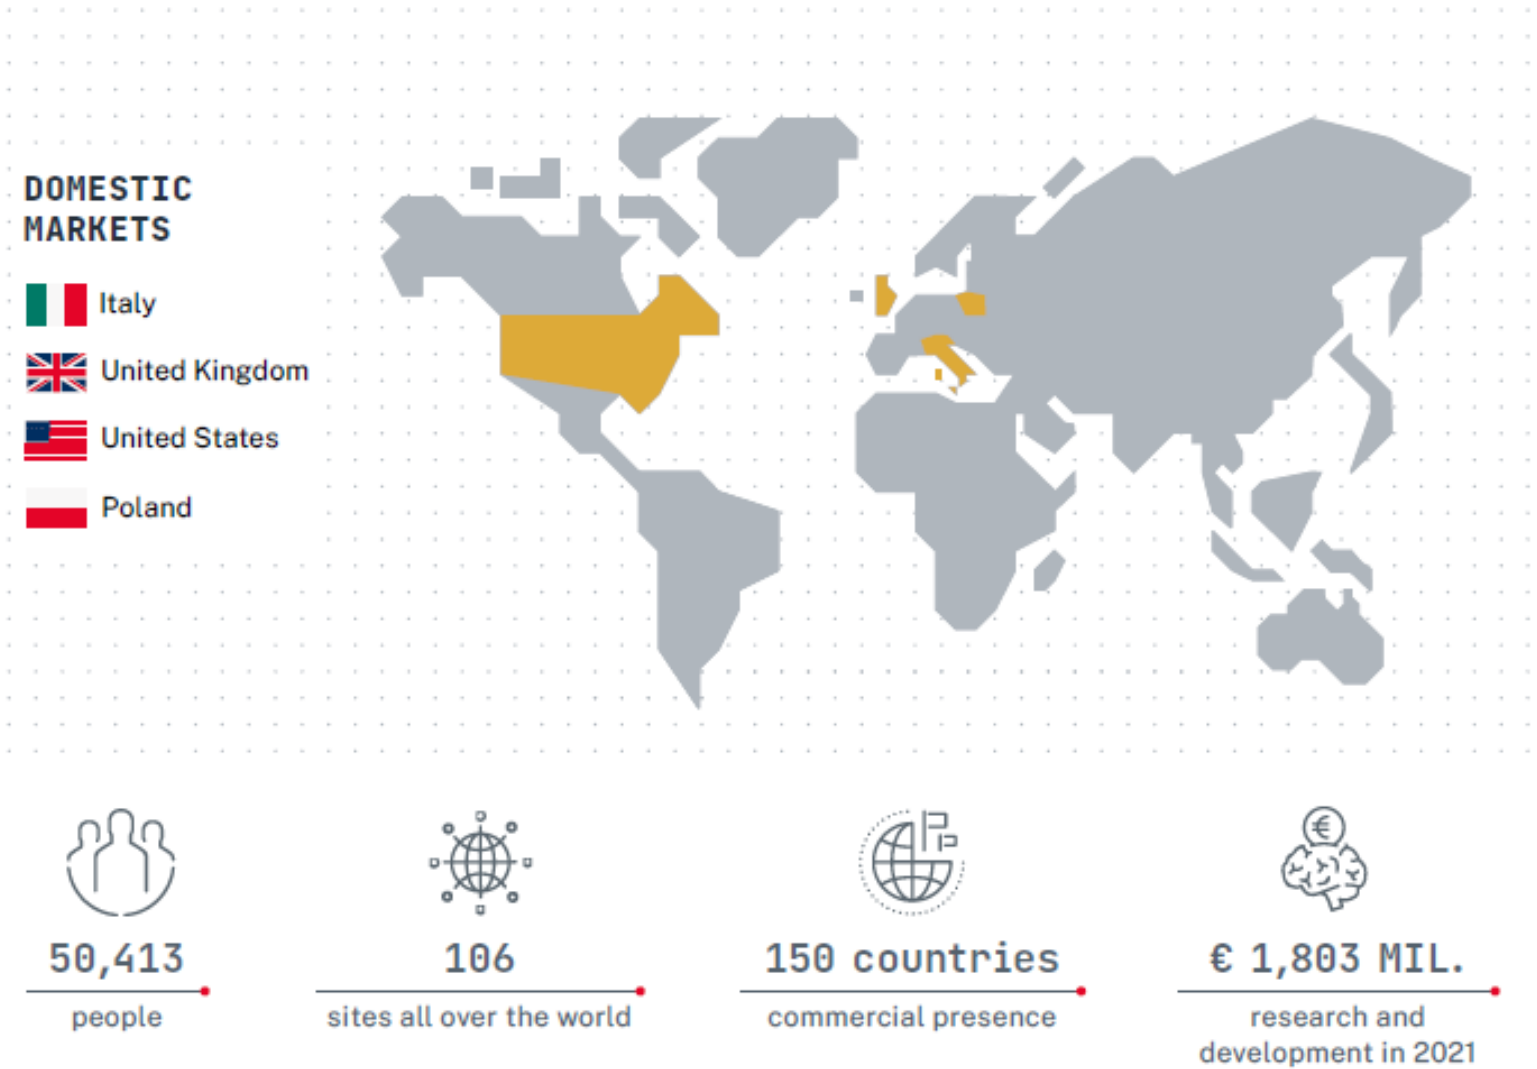 DOMESTIC
MARKETS
Italy
United Kingdom
United States
Poland
50,413
people
106
sites all over the world
150 countries
commercial presence
€
€ 1,803 MIL.
research and
development in 2021